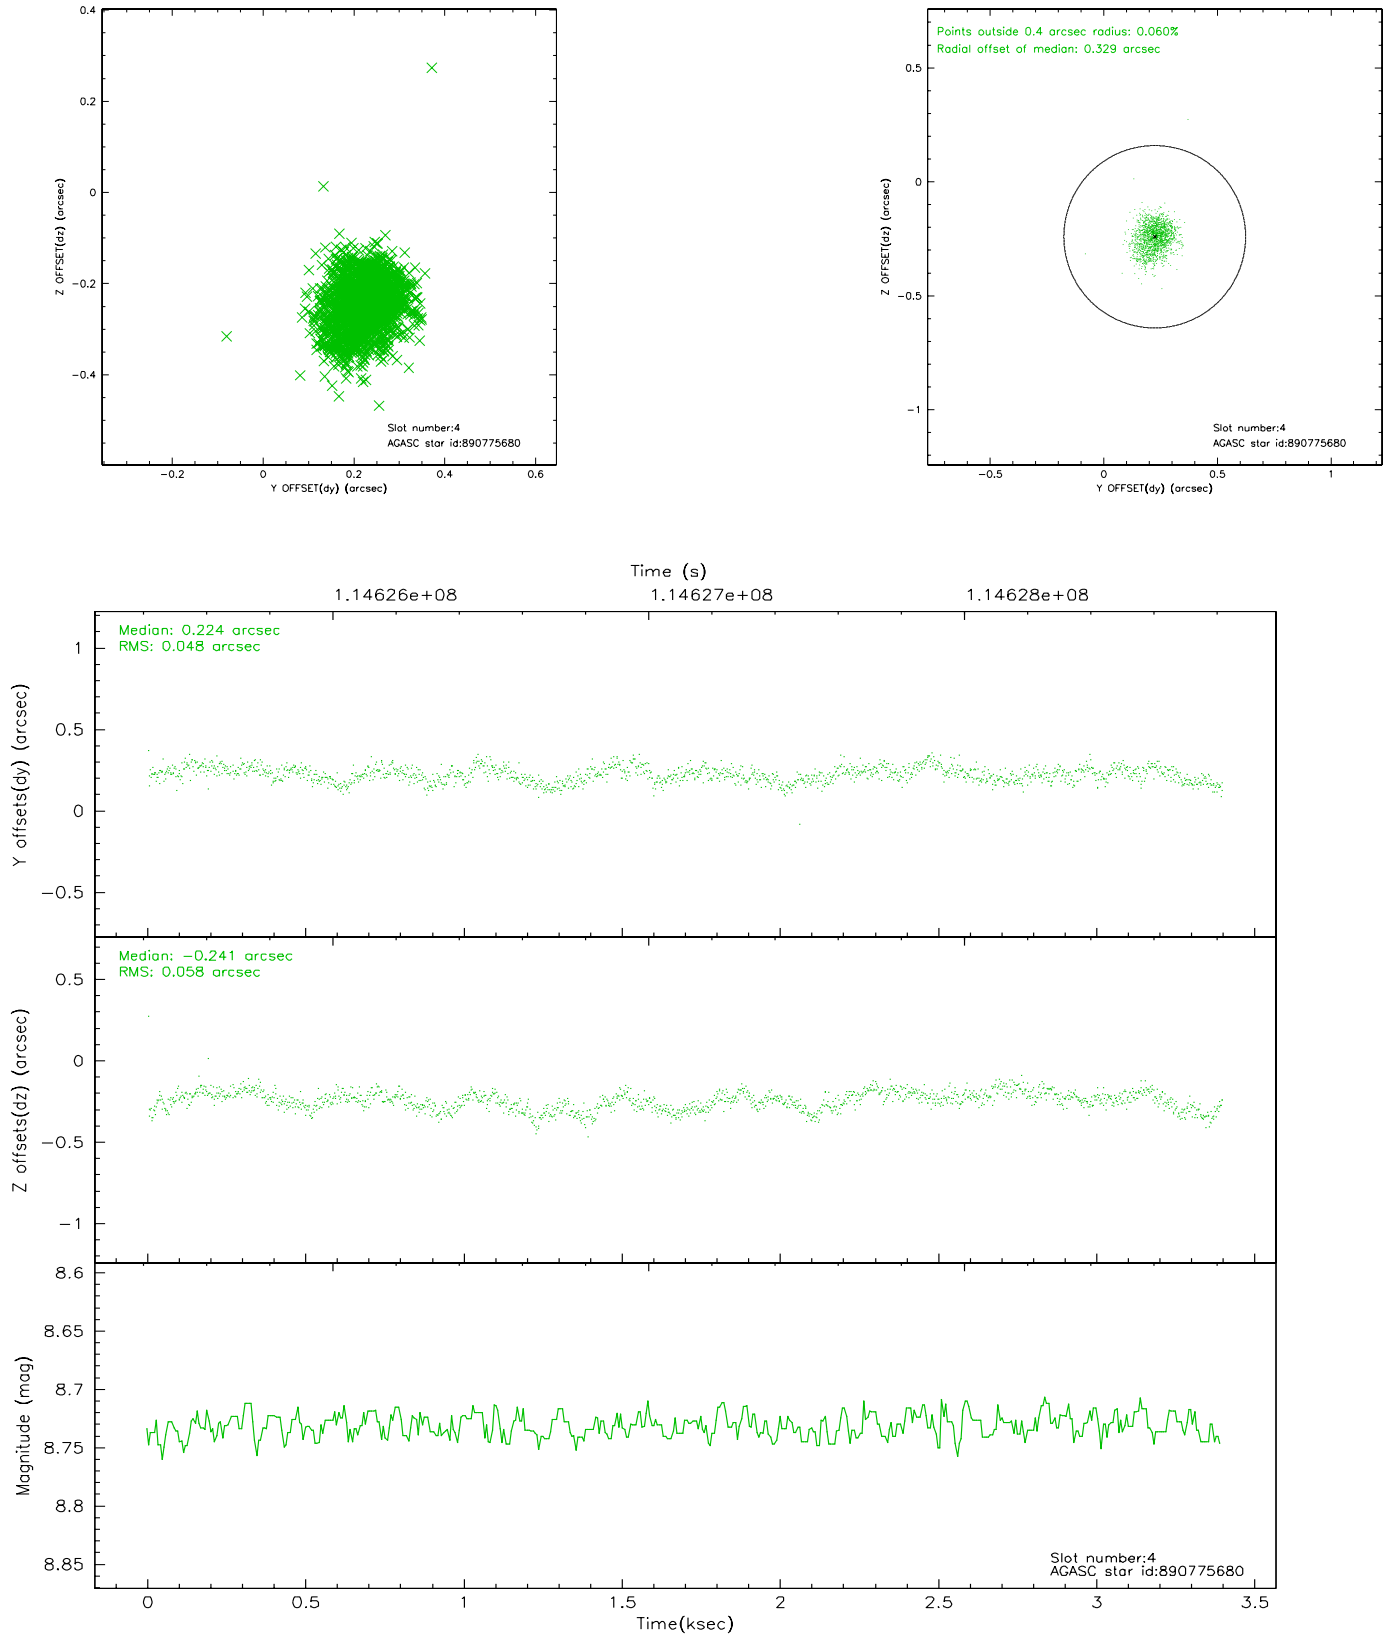 0.4
0.2
0
−0.2
−0.4
Z OFFSET(dz) (arcsec)
−0.2 0 0.2 0.4 0.6
Y OFFSET(dy) (arcsec)
Slot number:4
AGASC star id:890775680
Points outside 0.4 arcsec radius: 0.060%
Radial offset of median: 0.329 arcsec
0.5
0
−0.5
−1
Z OFFSET(dz) (arcsec)
−0.5 0 0.5 1
Y OFFSET(dy) (arcsec)
Slot number:4
AGASC star id:890775680
Time (s)
1.14626e+08 1.14627e+08 1.14628e+08
Median: 0.224 arcsec
RMS: 0.048 arcsec
1
0.5
0
−0.5
Y offsets(dy) (arcsec)
Median: −0.241 arcsec
RMS: 0.058 arcsec
0.5
0
−0.5
−1
Z offsets(dz) (arcsec)
8.6
8.65
8.7
8.75
8.8
8.85
Magnitude (mag)
Slot number:4
AGASC star id:890775680
0 0.5 1 1.5 2 2.5 3 3.5
Time(ksec)